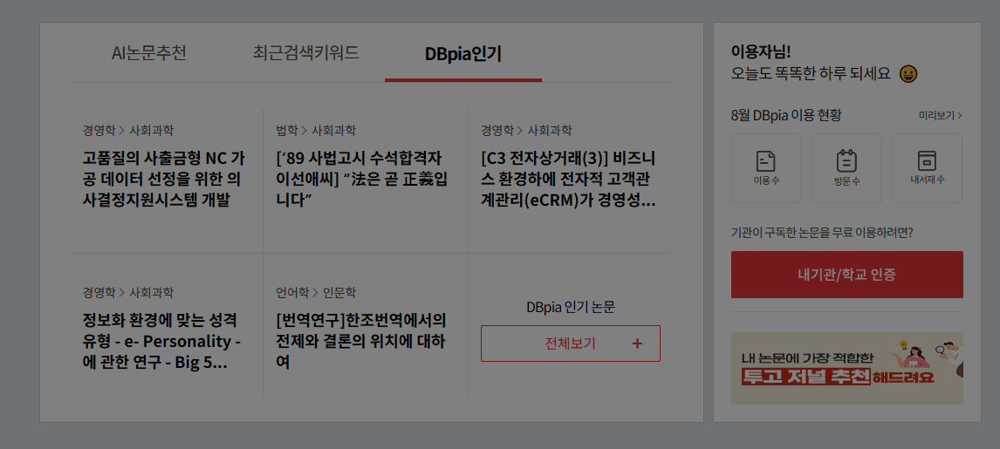 AI논문추천
최근검색키워드
DBpia인기
경영학 > 사회과학
고품질의 사출금형 NC 가
공 데이터 선정을 위한 의
사결정지원시스템 개발
법학 > 사회과학
['89 사법고시 수석합격자
이선애씨] “法은 곧 正義입
니다”
경영학 > 사회과학
[C3 전자상거래(3)] 비즈니
스 환경하에 전자적 고객관
계관리(eCRM)가 경영성...
경영학 > 사회과학
정보화 환경에 맞는 성격
유형 - e- Personality -
에 관한 연구 - Big 5...
언어학 > 인문학
[번역연구]한조번역에서의
전제와 결론의 위치에 대하
여
DBpia 인기 논문
전체보기 +
이용자님!
오늘도 똑똑한 하루 되세요
8월 DBpia 이용 현황
미리보기 >
이용 수
방문 수
내서재 수
기관이 구독한 논문을 무료 이용하려면?
내기관/학교 인증
내 논문에 가장 적합한
투고 저널 추천 해드려요